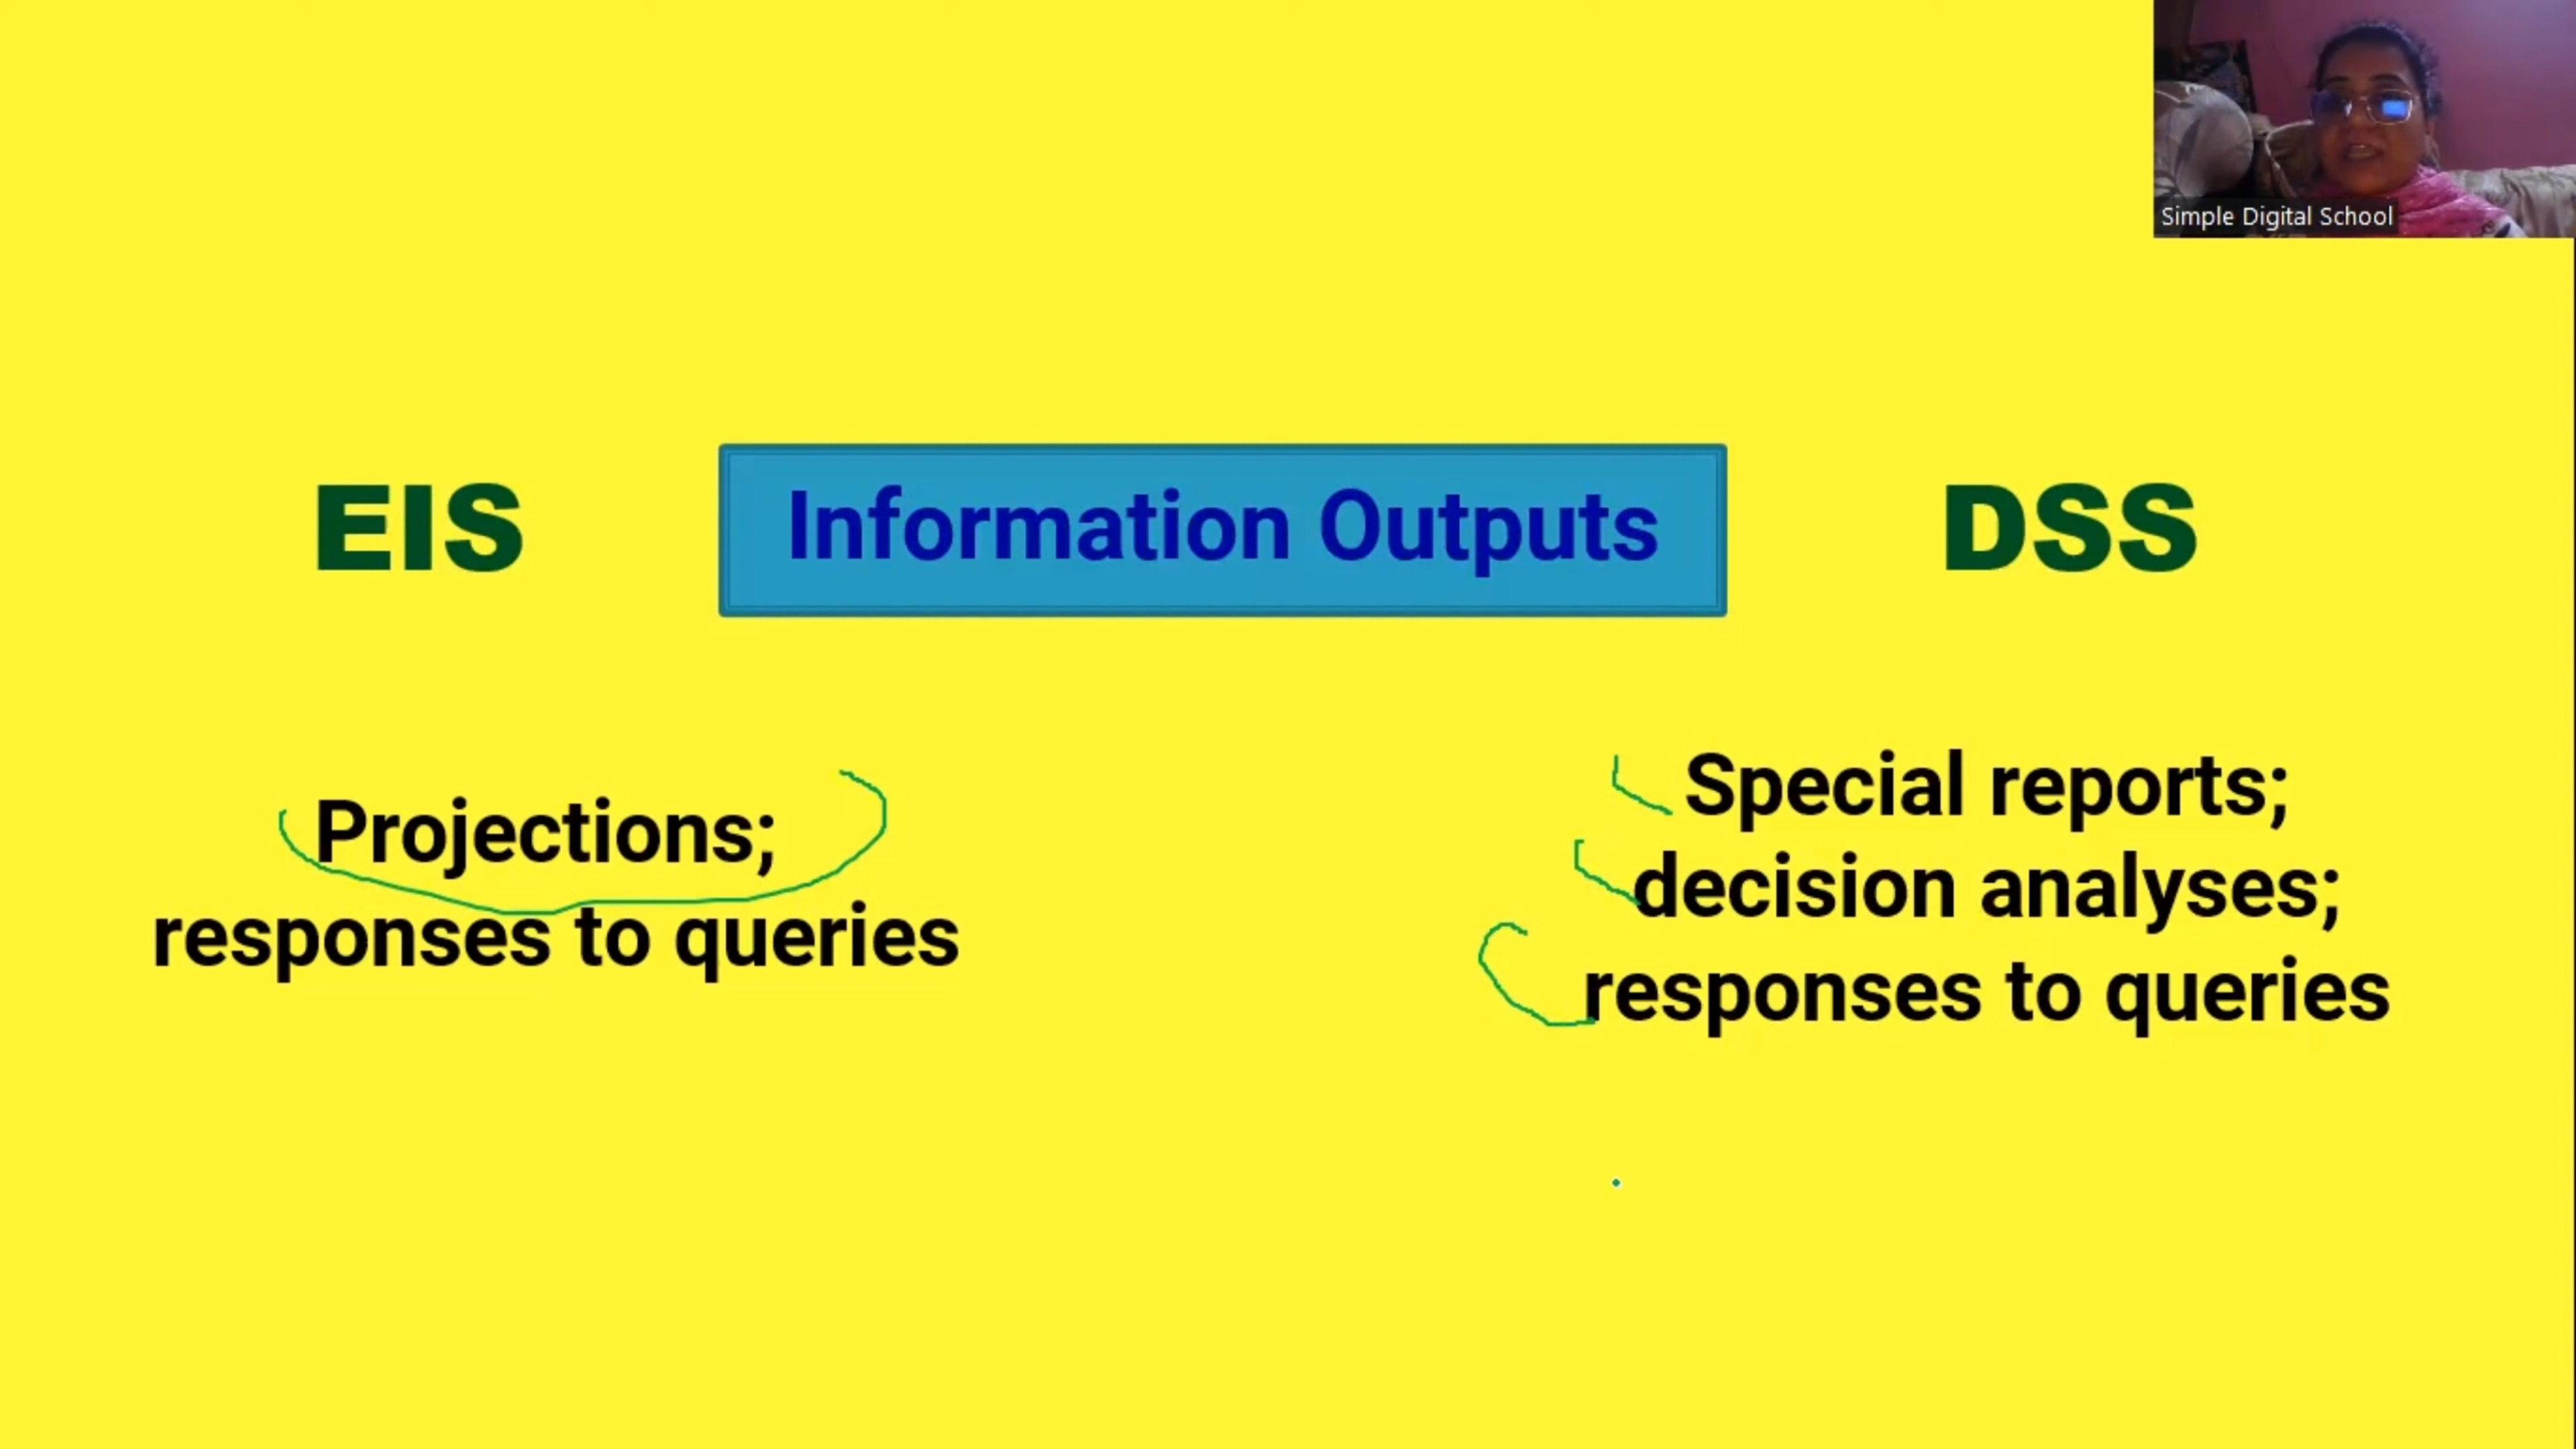 Simple Digital School
EIS
Information Outputs
DSS
Projections;
responses to queries
Special reports;
decision analyses;
responses to queries